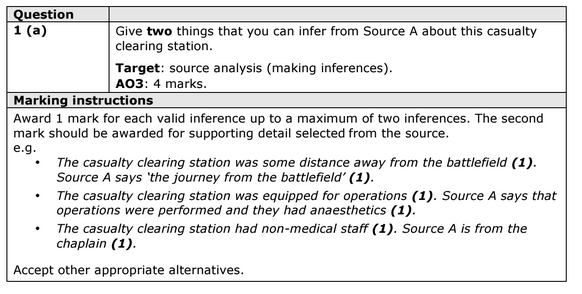 Question
1 (a)
Give two things that you can infer from Source A about this casualty
clearing station.
Target: source analysis (making inferences).
AO3: 4 marks.
Marking instructions
Award 1 mark for each valid inference up to a maximum of two inferences. The second
mark should be awarded for supporting detail selected from the source.
e.g.
• The casualty clearing station was some distance away from the battlefield (1).
Source A says ‘the journey from the battlefield’ (1).
• The casualty clearing station was equipped for operations (1). Source A says that
operations were performed and they had anaesthetics (1).
• The casualty clearing station had non-medical staff (1). Source A is from the
chaplain (1).
Accept other appropriate alternatives.